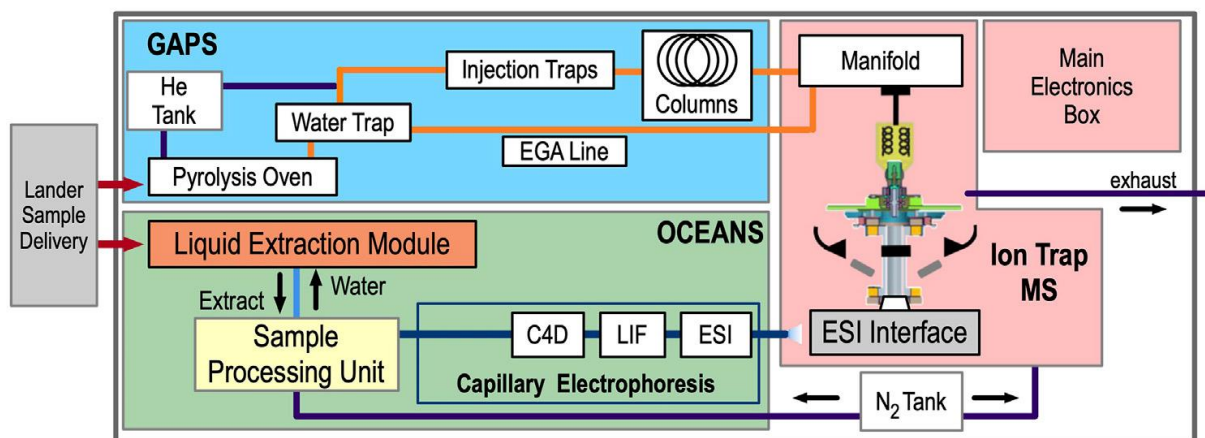 GAPS
He
Tank
Water Trap
Pyrolysis Oven
Injection Traps
Columns
EGA Line
Manifold
Main
Electronics
Box
exhaust
Lander
Sample
Delivery
OCEANS
Liquid Extraction Module
Extract
Water
Sample
Processing Unit
C4D
LIF
ESI
Capillary Electrophoresis
Ion Trap
MS
ESI Interface
N₂ Tank